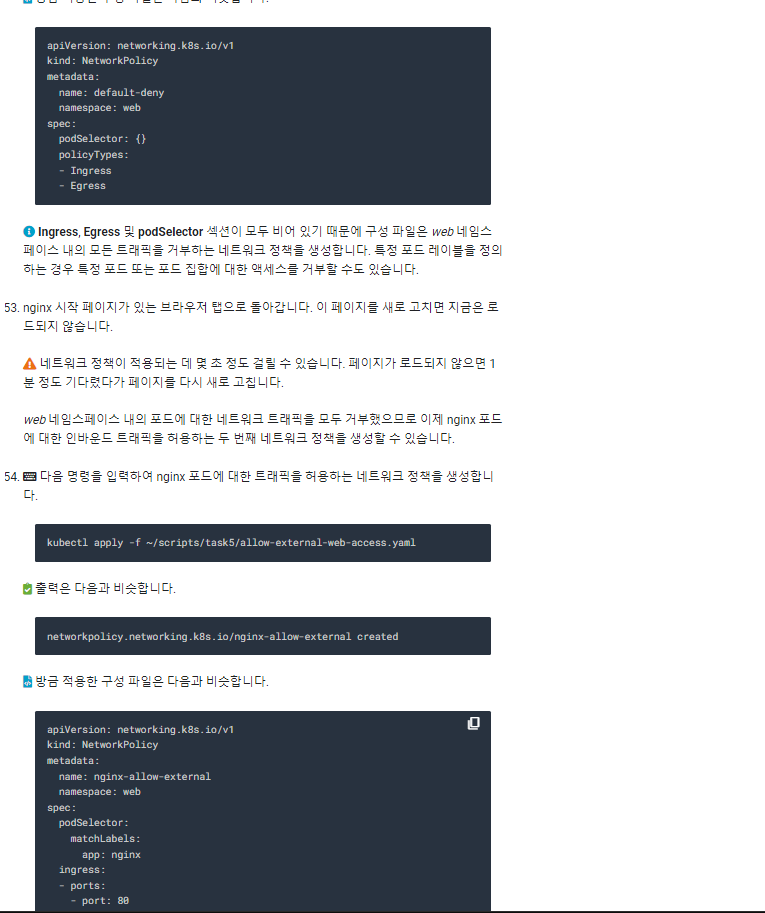 apiVersion: networking.k8s.io/v1
kind: NetworkPolicy
metadata:
  name: default-deny
  namespace: web
spec:
  podSelector: {}
  policyTypes:
  - Ingress
  - Egress
Ingress, Egress 및 podSelector 섹션이 모두 비어 있기 때문에 구성 파일은 web 네임스
페이스 내의 모든 트래픽을 거부하는 네트워크 정책을 생성합니다. 특정 포드 레이블을 정의
하는 경우 특정 포드 또는 포드 집합에 대한 액세스를 거부할 수도 있습니다.
53. nginx 시작 페이지가 있는 브라우저 탭으로 돌아갑니다. 이 페이지를 새로 고치면 지금은 로
드되지 않습니다.
네트워크 정책이 적용되는 데 몇 초 정도 걸릴 수 있습니다. 페이지가 로드되지 않으면 1
분 정도 기다렸다가 페이지를 다시 새로 고칩니다.
web 네임스페이스 내의 포드에 대한 네트워크 트래픽을 모두 거부했으므로 이제 nginx 포드
에 대한 인바운드 트래픽을 허용하는 두 번째 네트워크 정책을 생성할 수 있습니다.
54. 다음 명령을 입력하여 nginx 포드에 대한 트래픽을 허용하는 네트워크 정책을 생성합니
다.
kubectl apply -f ~/scripts/task5/allow-external-web-access.yaml
출력은 다음과 비슷합니다.
networkpolicy.networking.k8s.io/nginx-allow-external created
방금 적용한 구성 파일은 다음과 비슷합니다.
apiVersion: networking.k8s.io/v1
kind: NetworkPolicy
metadata:
  name: nginx-allow-external
  namespace: web
spec:
  podSelector:
    matchLabels:
      app: nginx
  ingress:
  - ports:
    - port: 80